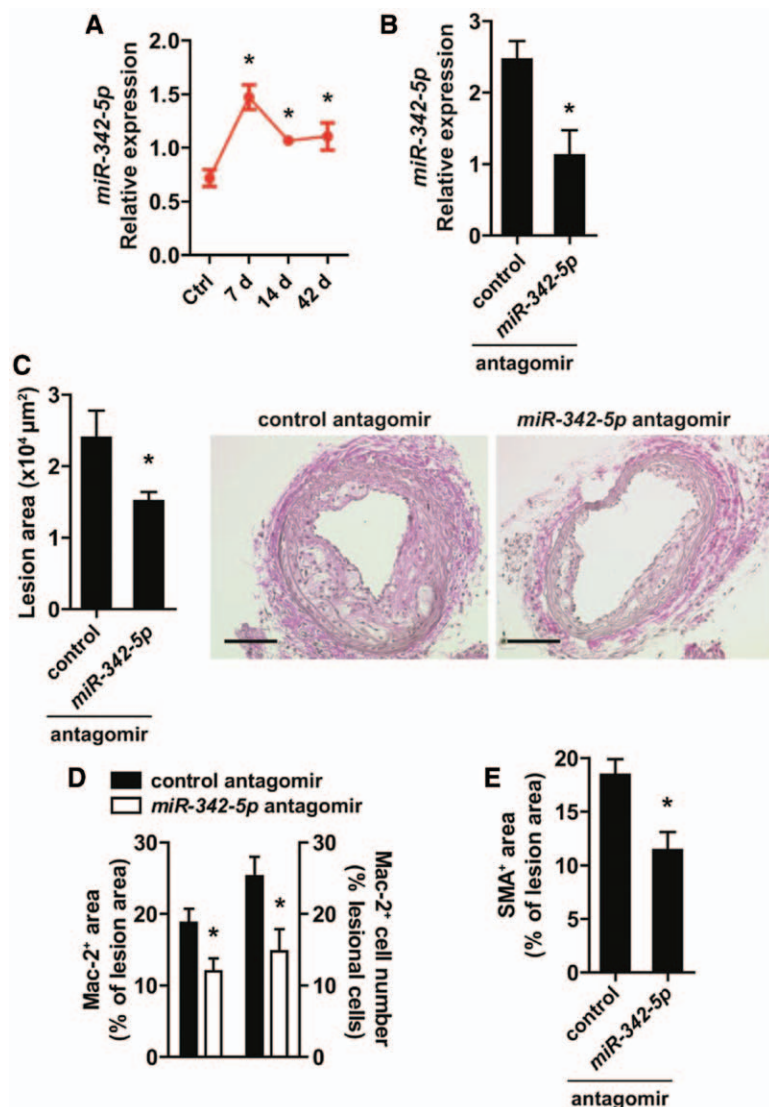 A
miR-342-5p
Relative expression
2.0
1.5
1.0
0.5
0.0
*
*
*
Ctrl
7 d
14 d
42 d
B
miR-342-5p
Relative expression
3
2
1
0
*
control
miR-342-5p
antagomir
C
Lesion area (x10⁴ µm²)
3
2
1
0
*
control
miR-342-5p
antagomir
control antagomir
miR-342-5p antagomir
D
control antagomir
miR-342-5p antagomir
Mac-2⁺ area
(% of lesion area)
30
20
10
0
*
*
30
20
10
0
Mac-2⁺ cell number
(% lesional cells)
E
SMA⁺ area
(% of lesion area)
20
15
10
5
0
*
control
miR-342-5p
antagomir